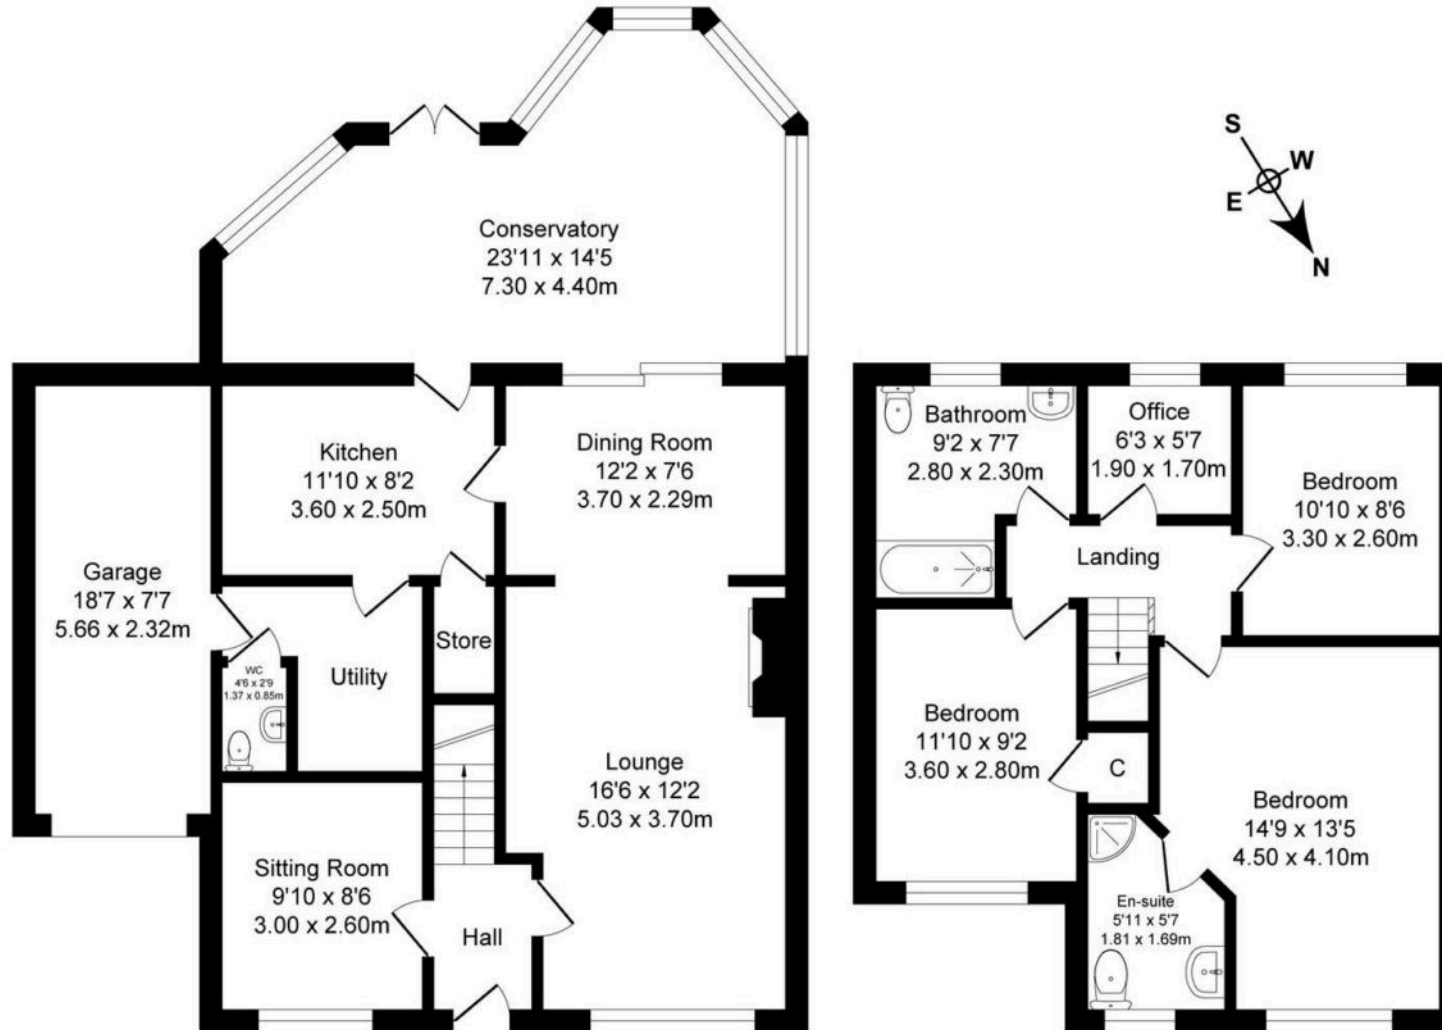 Conservatory
23'11 x 14'5
7.30 x 4.40m
Kitchen
11'10 x 8'2
3.60 x 2.50m
Dining Room
12'2 x 7'6
3.70 x 2.29m
Garage
18'7 x 7'7
5.66 x 2.32m
WC
4'6 x 2'9
1.37 x 0.85m
Utility
Store
Lounge
16'6 x 12'2
5.03 x 3.70m
Sitting Room
9'10 x 8'6
3.00 x 2.60m
Hall
S
W
E
N
Bathroom
9'2 x 7'7
2.80 x 2.30m
Office
6'3 x 5'7
1.90 x 1.70m
Bedroom
10'10 x 8'6
3.30 x 2.60m
Landing
Bedroom
11'10 x 9'2
3.60 x 2.80m
C
Bedroom
14'9 x 13'5
4.50 x 4.10m
En-suite
5'11 x 5'7
1.81 x 1.69m